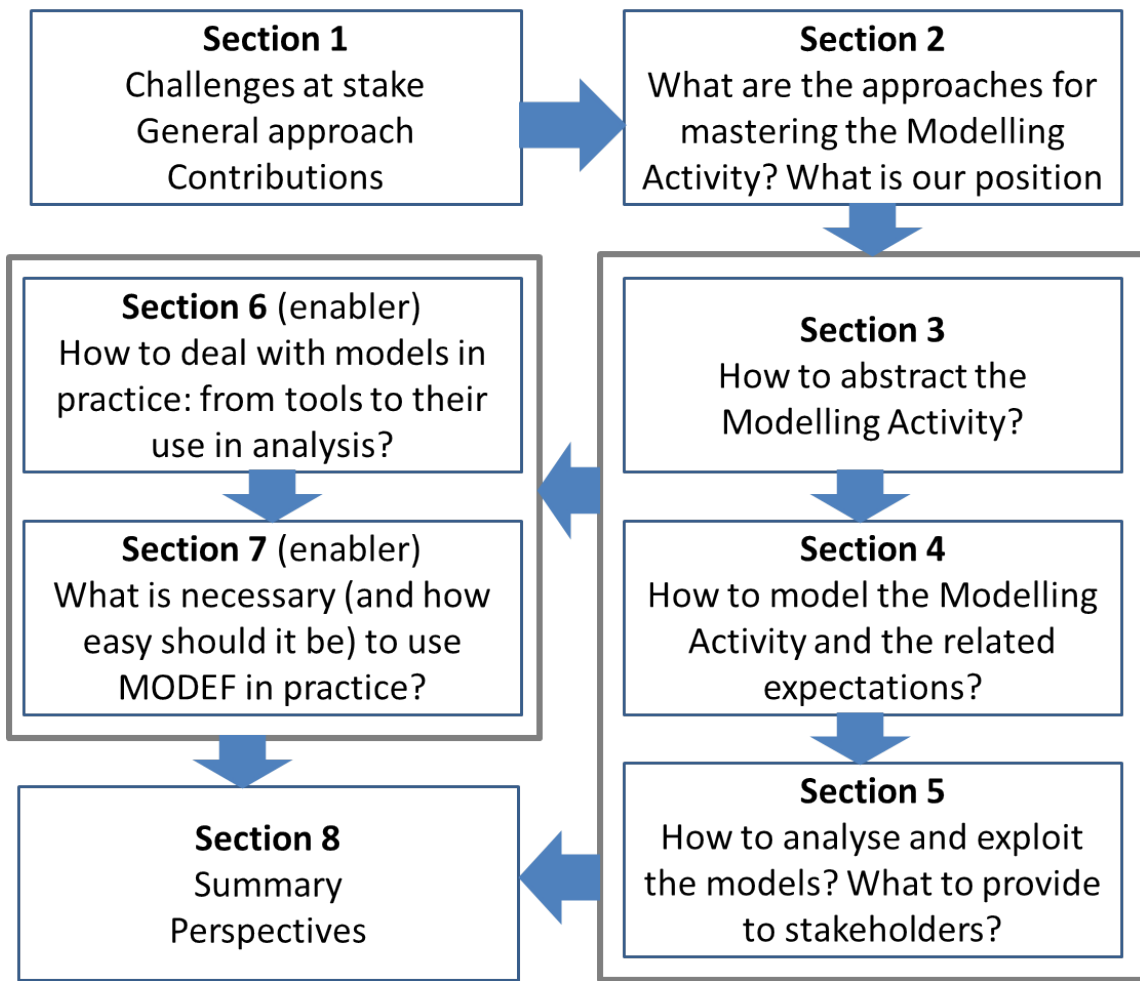 Section 1
Challenges at stake
General approach
Contributions
Section 2
What are the approaches for
mastering the Modelling
Activity? What is our position
Section 3
How to abstract the
Modelling Activity?
Section 4
How to model the Modelling
Activity and the related
expectations?
Section 5
How to analyse and exploit
the models? What to provide
to stakeholders?
Section 6 (enabler)
How to deal with models in
practice: from tools to their
use in analysis?
Section 7 (enabler)
What is necessary (and how
easy should it be) to use
MODEF in practice?
Section 8
Summary
Perspectives